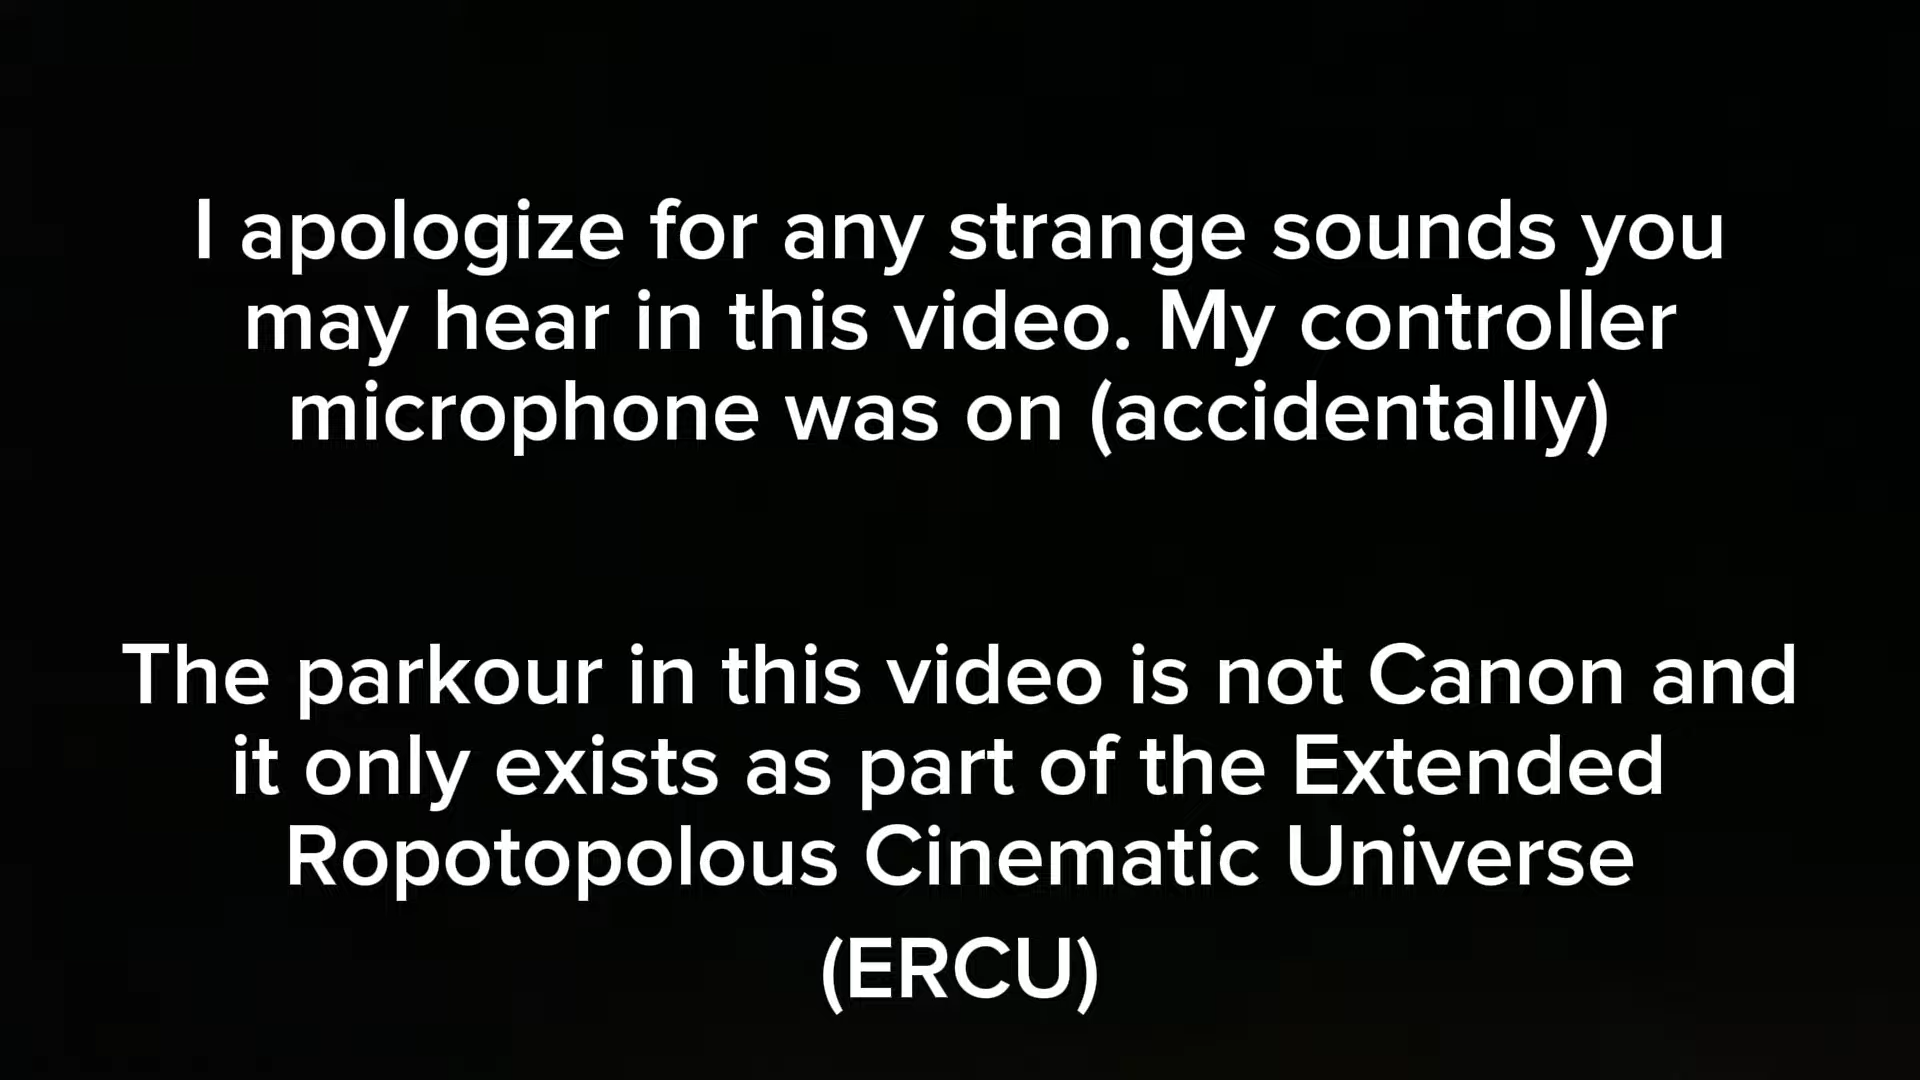 I apologize for any strange sounds you
may hear in this video. My controller
microphone was on (accidentally)
The parkour in this video is not Canon and
it only exists as part of the Extended
Ropotopolous Cinematic Universe
(ERCU)